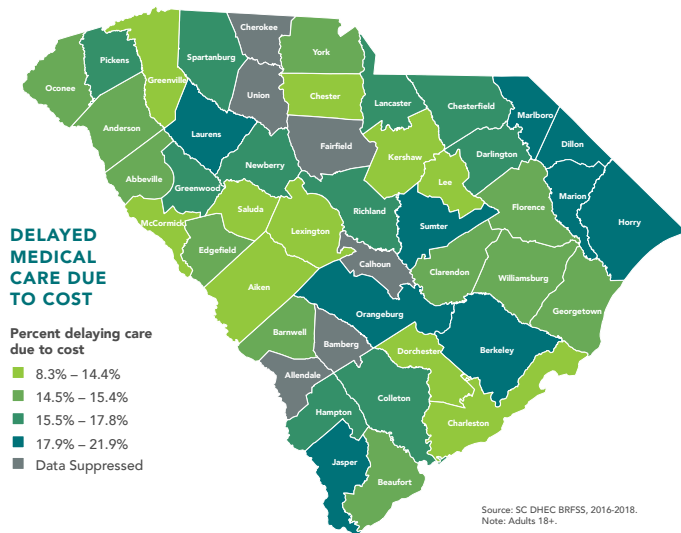 Cherokee
York
Spartanburg
Pickens
Greenville
Oconee
Union
Chester
Lancaster
Chesterfield
Marlboro
Dillon
Anderson
Laurens
Fairfield
Kershaw
Darlington
Newberry
Abbeville
Greenwood
Lee
Marion
Horry
Saluda
Richland
Florence
McCormick
Lexington
Sumter
Edgefield
Calhoun
Clarendon
Williamsburg
Aiken
Orangeburg
Georgetown
Barnwell
Bamberg
Dorchester
Berkeley
Allendale
Colleton
Hampton
Charleston
Jasper
Beaufort
DELAYED
MEDICAL
CARE DUE
TO COST
Percent delaying care
due to cost
8.3% – 14.4%
14.5% – 15.4%
15.5% – 17.8%
17.9% – 21.9%
Data Suppressed
Source: SC DHEC BRFSS, 2016-2018.
Note: Adults 18+.